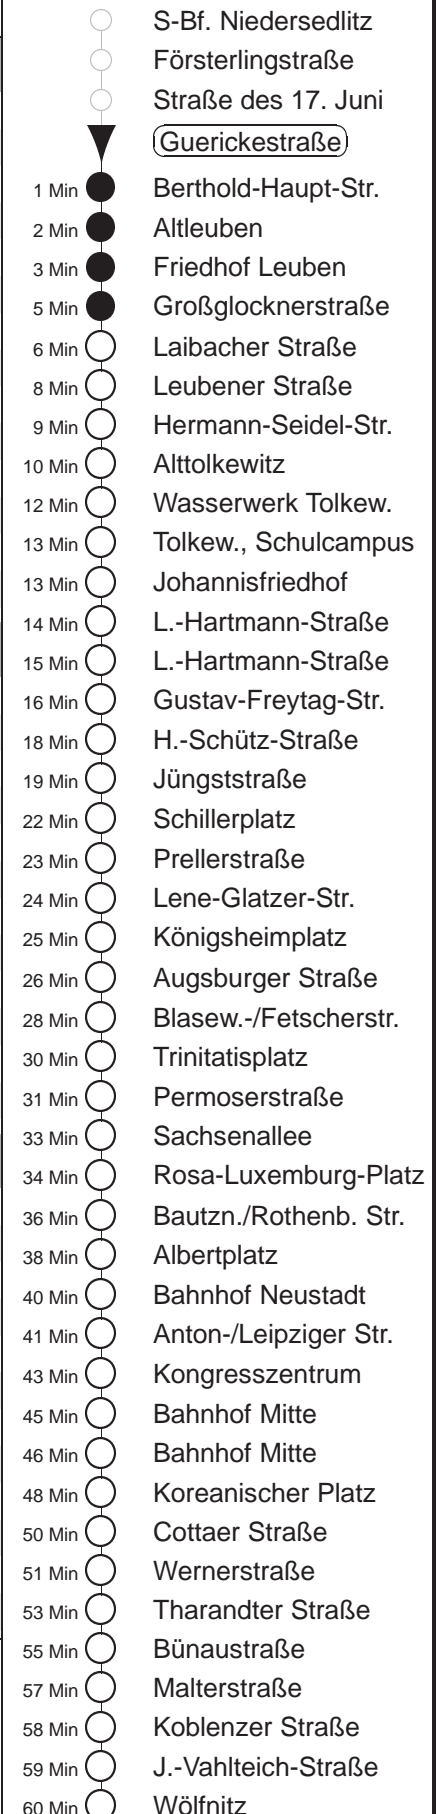 S-Bf. Niedersedlitz
Försterlingstraße
Straße des 17. Juni
Guerickestraße
1 Min Berthold-Haupt-Str.
2 Min Altleuben
3 Min Friedhof Leuben
5 Min Großglocknerstraße
6 Min Laibacher Straße
8 Min Leubener Straße
9 Min Hermann-Seidel-Str.
10 Min Alttolkewitz
12 Min Wasserwerk Tolkew.
13 Min Tolkew., Schulcampus
13 Min Johannisfriedhof
14 Min L.-Hartmann-Straße
15 Min L.-Hartmann-Straße
16 Min Gustav-Freytag-Str.
18 Min H.-Schütz-Straße
19 Min Jüngststraße
22 Min Schillerplatz
23 Min Prellerstraße
24 Min Lene-Glatzer-Str.
25 Min Königsheimplatz
26 Min Augsburger Straße
28 Min Blasew.-/Fetscherstr.
30 Min Trinitatisplatz
31 Min Permoserstraße
33 Min Sachsenallee
34 Min Rosa-Luxemburg-Platz
36 Min Bautzn./Rothenb. Str.
38 Min Albertplatz
40 Min Bahnhof Neustadt
41 Min Anton-/Leipziger Str.
43 Min Kongresszentrum
45 Min Bahnhof Mitte
46 Min Bahnhof Mitte
48 Min Koreanischer Platz
50 Min Cottaer Straße
51 Min Wernerstraße
53 Min Tharandter Straße
55 Min Bünaustraße
57 Min Malterstraße
58 Min Koblenzer Straße
59 Min J.-Vahlteich-Straße
60 Min Wölfnitz